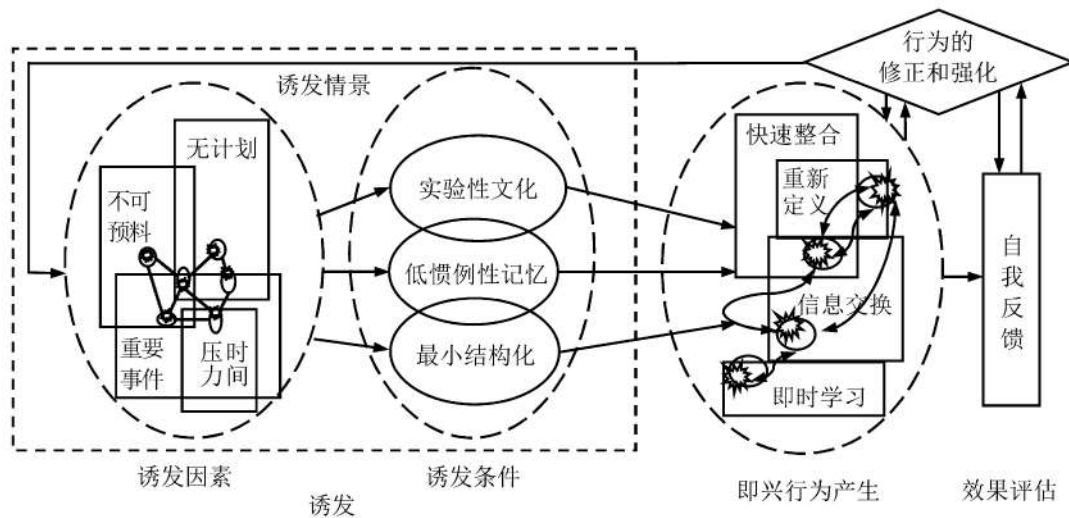 行为的
修正和强化
诱发情景
无计划
不可
预料
重要
事件
压时
力间
实验性文化
低惯例性记忆
最小结构化
快速整合
重新
定义
信息交换
即时学习
自
我
反
馈
诱发因素
诱发条件
诱发
即兴行为产生
效果评估